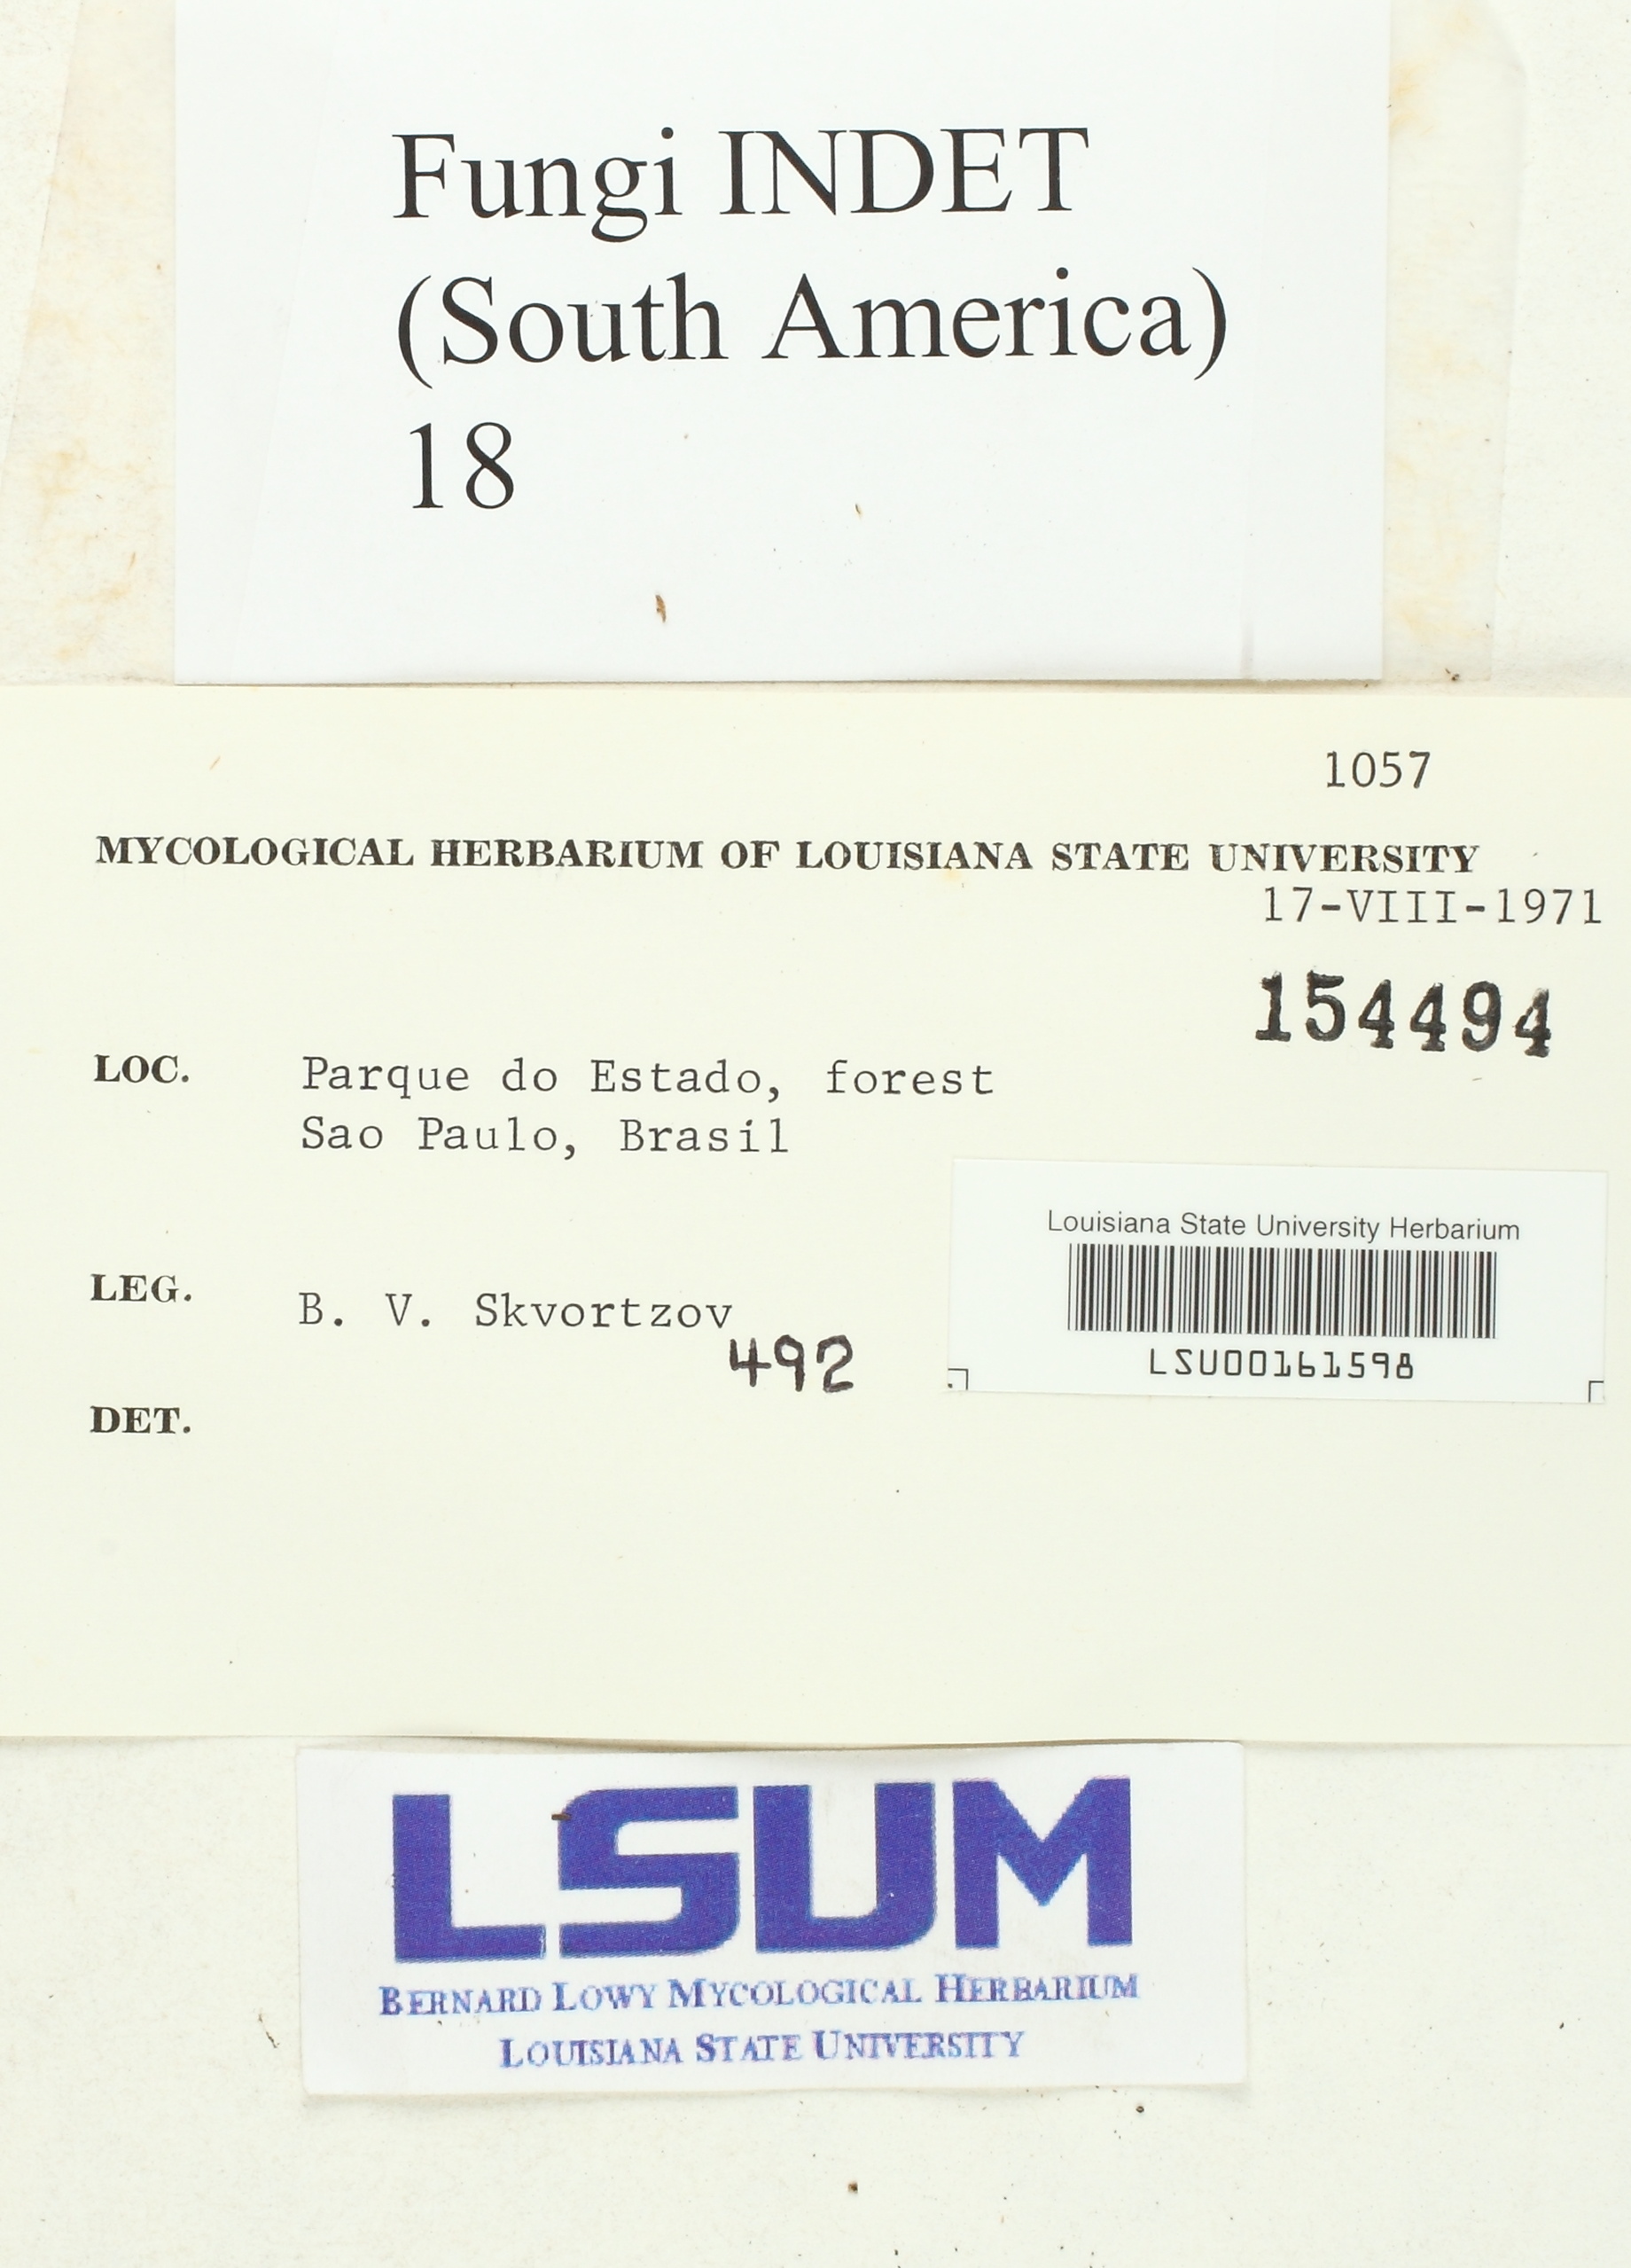 Fungi INDET
(South America)
18
1057
MYCOLOGICAL HERBARIUM OF LOUISIANA STATE UNIVERSITY
17-VIII-1971
154494
LOC. Parque do Estado, forest
Sao Paulo, Brasil
Louisiana State University Herbarium
LSU00161598
LEG. B. V. Skvortzov
492
DET.
LSUM
BERNARD LOWY MYCOLOGICAL HERBARIUM
LOUISIANA STATE UNIVERSITY